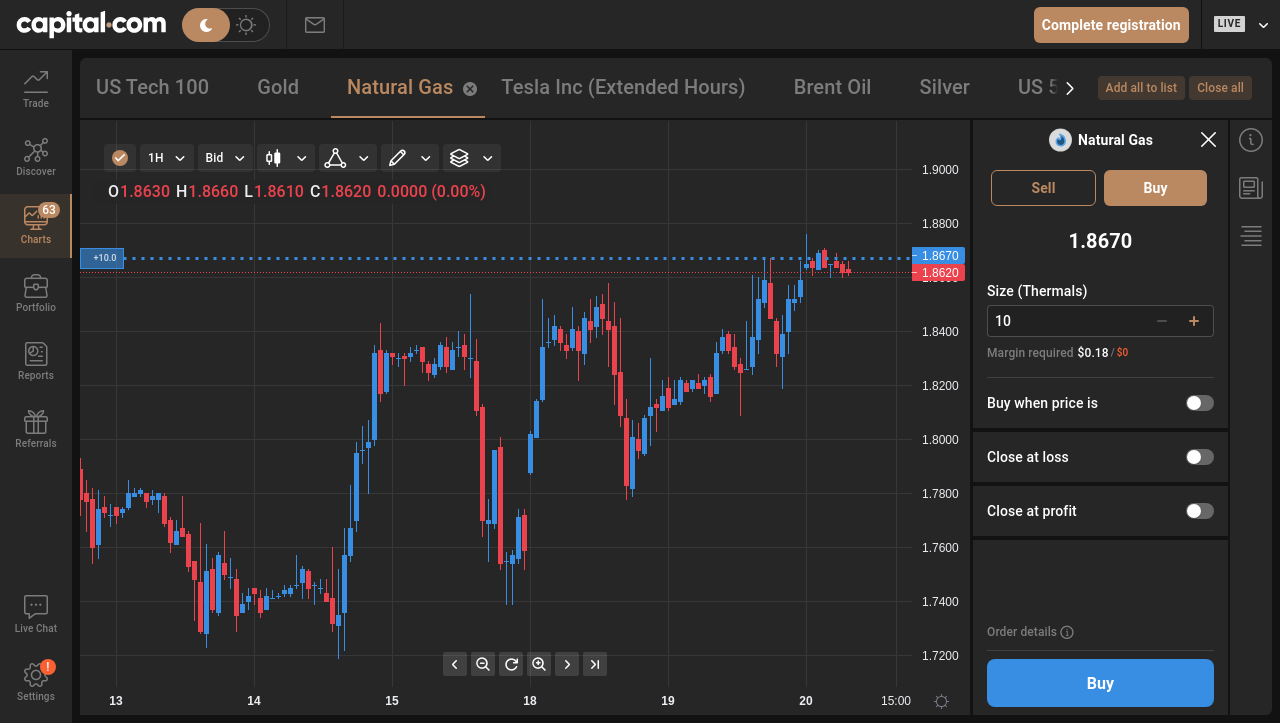 capital.com
Complete registration
LIVE
US Tech 100
Gold
Natural Gas
Tesla Inc (Extended Hours)
Brent Oil
Silver
US 5
Add all to list
Close all
Trade
Discover
63
Charts
Portfolio
Reports
Referrals
Live Chat
!
Settings
1H
Bid
O1.8630 H1.8660 L1.8610 C1.8620 0.0000 (0.00%)
+10.0
1.9000
1.8800
1.8670
1.8620
1.8600
1.8400
1.8200
1.8000
1.7800
1.7600
1.7400
1.7200
13
14
15
18
19
20
15:00
Natural Gas
Sell
Buy
1.8670
Size (Thermals)
10
Margin required $0.18 / $0
Buy when price is
Close at loss
Close at profit
Order details
Buy